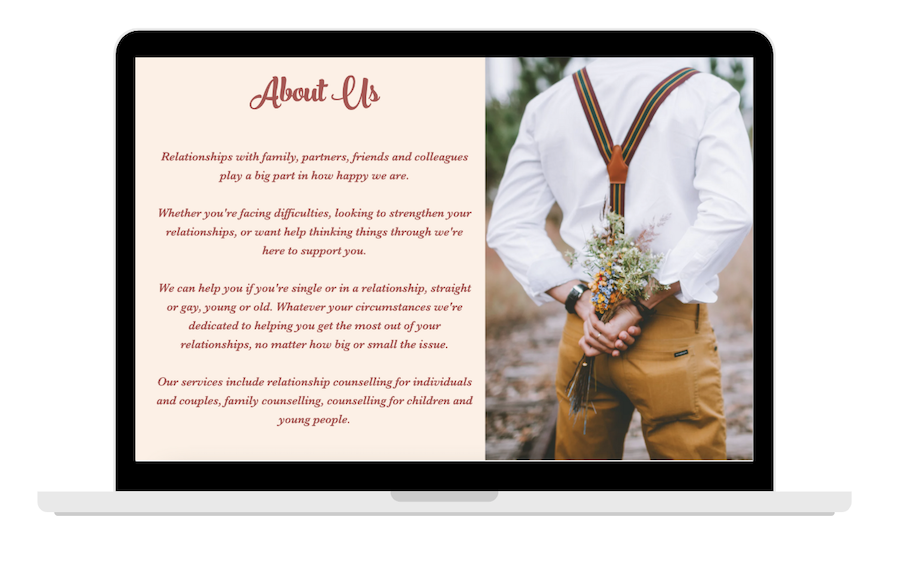 About Us
Relationships with family, partners, friends and colleagues
play a big part in how happy we are.
Whether you're facing difficulties, looking to strengthen your
relationships, or want help thinking things through we're
here to support you.
We can help you if you're single or in a relationship, straight
or gay, young or old. Whatever your circumstances we're
dedicated to helping you get the most out of your
relationships, no matter how big or small the issue.
Our services include relationship counselling for individuals
and couples, family counselling, counselling for children and
young people.